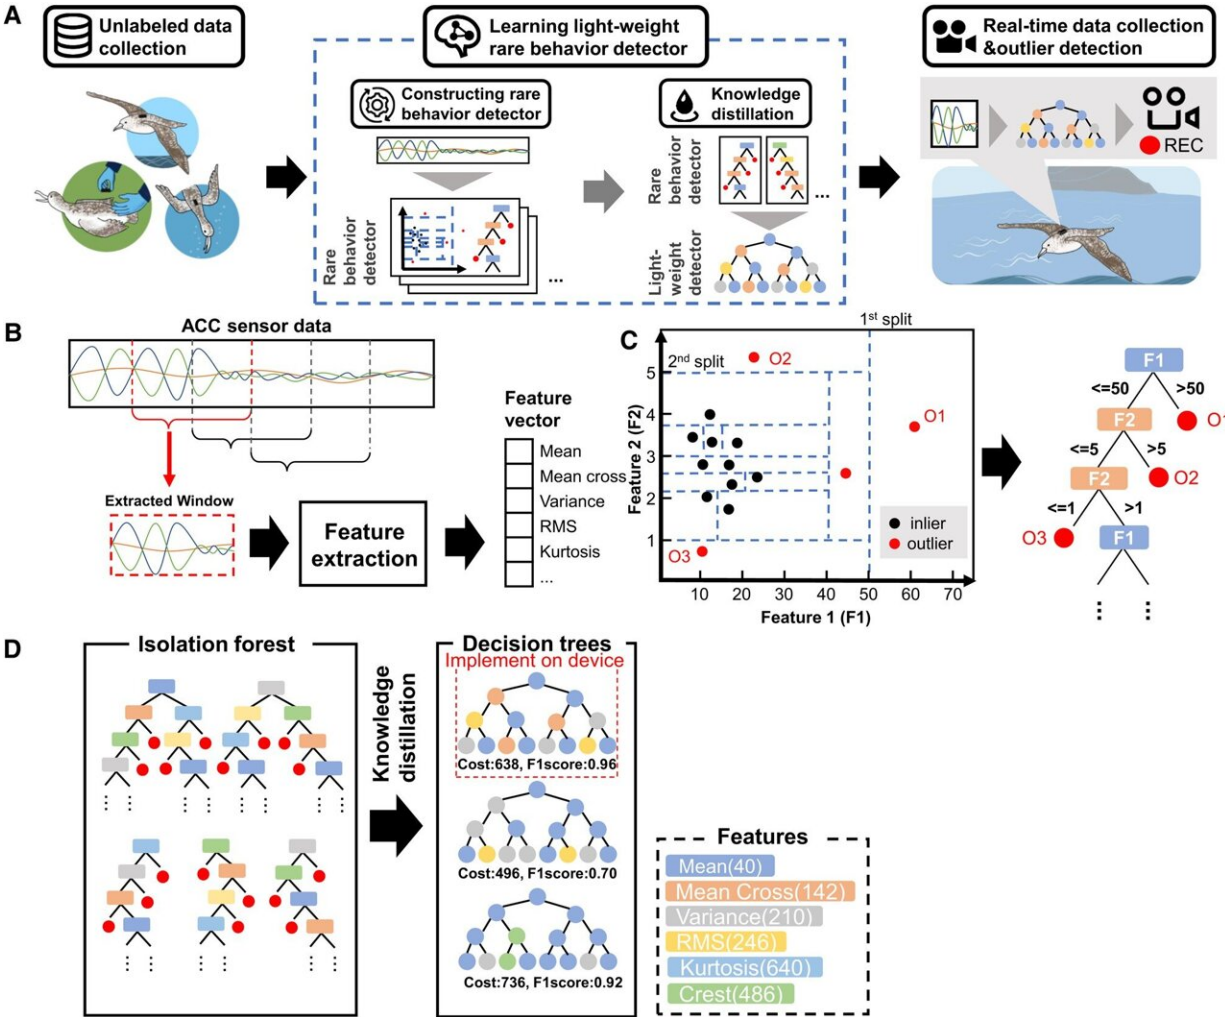 A
Unlabeled data
collection
Learning light-weight
rare behavior detector
Real-time data collection
&outlier detection
Constructing rare
behavior detector
Knowledge
distillation
Rare
behavior
detector
...
Rare
behavior
detector
...
Light-
weight
detector
REC
B
ACC sensor data
Extracted Window
Feature
extraction
Feature
vector
Mean
Mean cross
Variance
RMS
Kurtosis
...
C
1st split
2nd split
O2
O1
O3
5
4
3
2
1
Feature 2 (F2)
10 20 30 40 50 60 70
Feature 1 (F1)
inlier
outlier
F1
<=50 >50
F2
O1
<=5 >5
F2
O2
<=1 >1
O3
F1
D
Isolation forest
Knowledge
distillation
Decision trees
Implement on device
Cost:638, F1score:0.96
Cost:496, F1score:0.70
Cost:736, F1score:0.92
Features
Mean(40)
Mean Cross(142)
Variance(210)
RMS(246)
Kurtosis(640)
Crest(486)